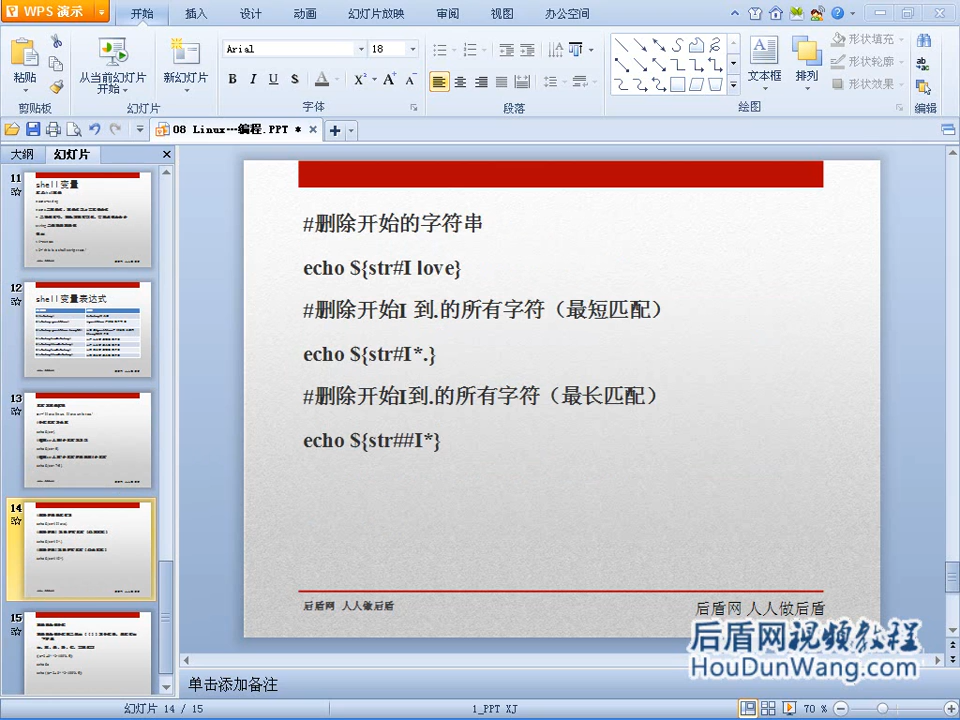 WPS 演示
开始 插入 设计 动画 幻灯片放映 审阅 视图 办公空间
粘贴 从当前幻灯片开始 新幻灯片
Arial 18
B I U S A X² A A
文本框 排列
形状填充
形状轮廓
形状效果
剪贴板 幻灯片 字体 段落 绘图 编辑
08 Linux---编程.PPT *
大纲 幻灯片
11
shell变量
12
shell变量表达式
13
14
15
#删除开始的字符串
echo ${str#I love}
#删除开始I 到.的所有字符（最短匹配）
echo ${str#I*.}
#删除开始I到.的所有字符（最长匹配）
echo ${str##I*}
后盾网 人人做后盾
后盾网 人人做后盾
后盾网视频教程
HouDunWang.com
单击添加备注
幻灯片 14 / 15
1_PPT XJ
70 %